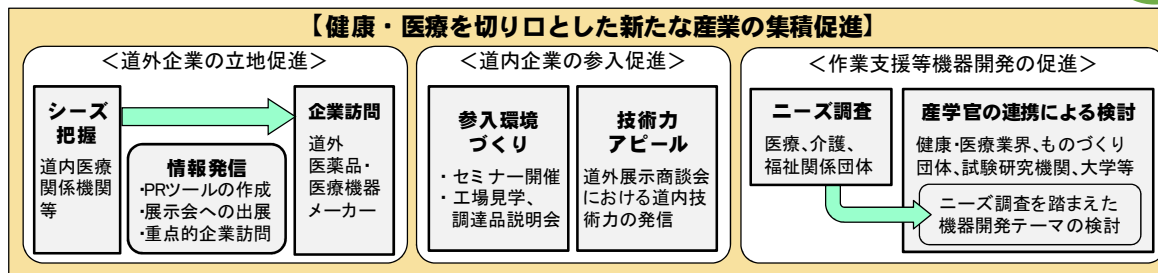 【健康・医療を切り口とした新たな産業の集積促進】
＜道外企業の立地促進＞
シーズ
把握
道内医療
関係機関
等
情報発信
・PRツールの作成
・展示会への出展
・重点的企業訪問
企業訪問
道外
医薬品・
医療機器
メーカー
＜道内企業の参入促進＞
参入環境
づくり
・セミナー開催
・工場見学、
調達品説明会
技術力
アピール
道外展示商談会
における道内技
術力の発信
＜作業支援等機器開発の促進＞
ニーズ調査
医療、介護、
福祉関係団体
産学官の連携による検討
健康・医療業界、ものづくり
団体、試験研究機関、大学等
ニーズ調査を踏まえた
機器開発テーマの検討